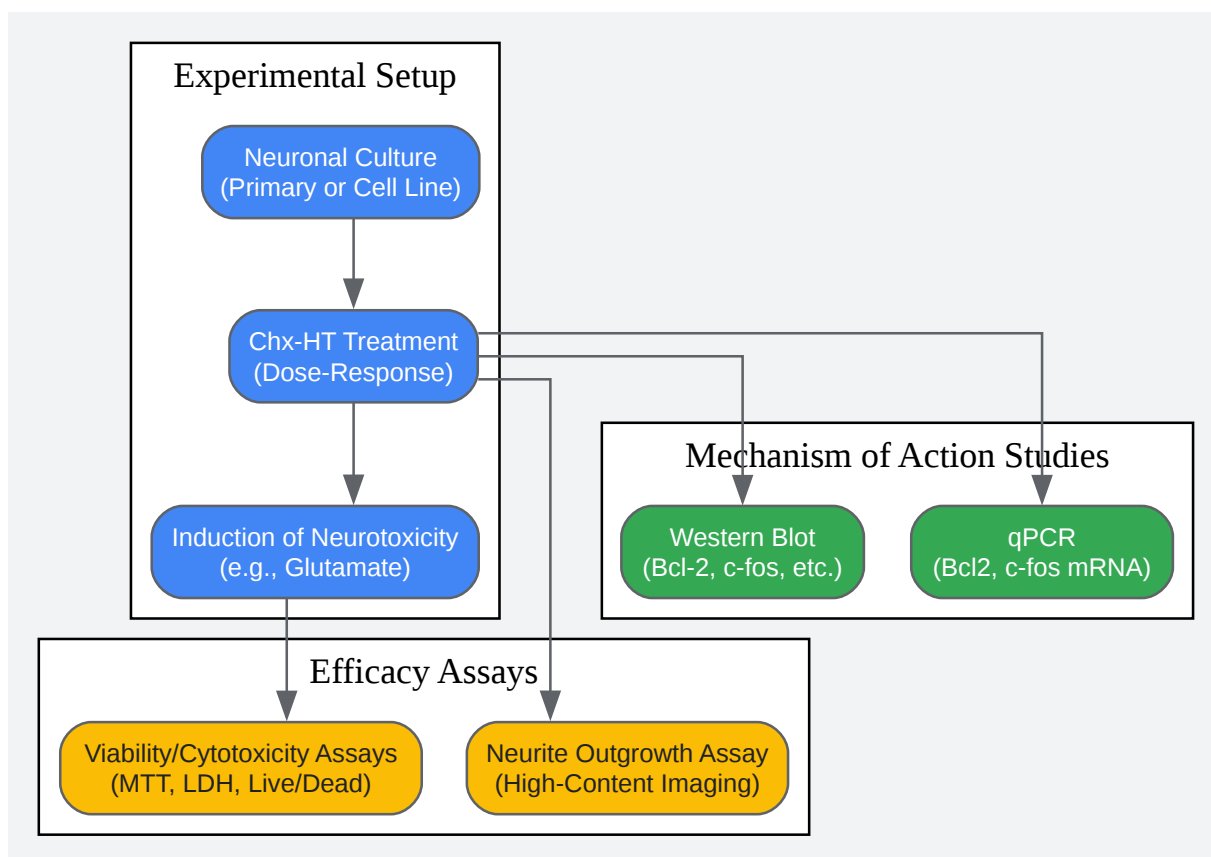 Experimental Setup
Neuronal Culture
(Primary or Cell Line)
Chx-HT Treatment
(Dose-Response)
Induction of Neurotoxicity
(e.g., Glutamate)
Mechanism of Action Studies
Western Blot
(Bcl-2, c-fos, etc.)
qPCR
(Bcl2, c-fos mRNA)
Efficacy Assays
Viability/Cytotoxicity Assays
(MTT, LDH, Live/Dead)
Neurite Outgrowth Assay
(High-Content Imaging)